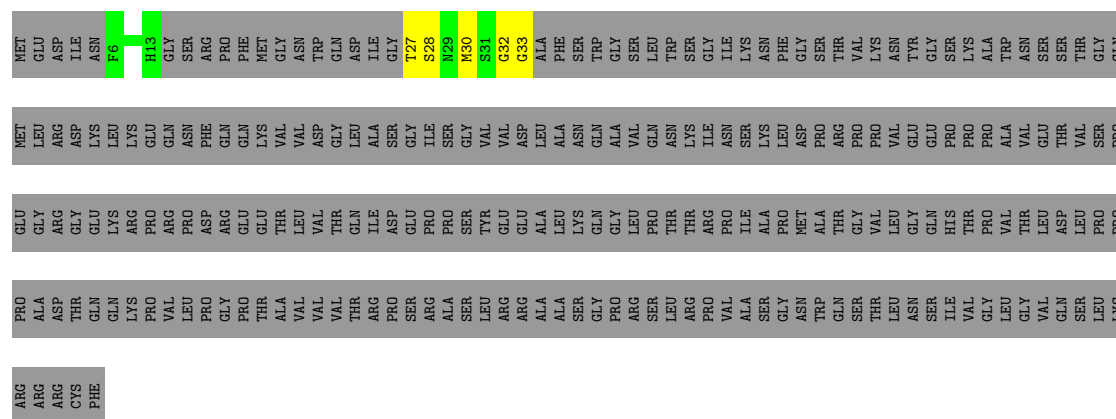 MET GLU ASP ILE ASN F6 H13 GLY SER ARG PRO PHE MET GLY ASN TRP GLN ASP ILE GLY T27 S28 N29 M30 S31 G32 G33 ALA PHE SER TRP GLY SER LEU TRP SER GLY ILE LYS ASN PHE GLY SER THR VAL LYS ASN TYR GLY SER LYS ALA TRP ASN SER SER THR GLY
MET LEU ARG ASP LYS LEU LYS GLU GLN ASN PHE GLN GLN LYS VAL VAL ASP GLY LEU ALA SER GLY ILE SER GLY VAL VAL ASP LEU ALA ASN GLN ALA VAL GLN ASN LYS ILE ASN SER LYS LEU ASP PRO ARG PRO PRO VAL GLU GLU PRO PRO PRO ALA VAL GLU THR VAL SER
GLU GLY ARG GLY GLU LYS ARG PRO ARG PRO ASP ARG GLU GLU THR LEU VAL THR GLN ILE ASP GLU PRO PRO SER TYR GLU GLU ALA LEU LYS GLN GLY LEU PRO THR THR ARG PRO ILE ALA PRO MET ALA THR GLY VAL LEU GLY GLN HIS THR PRO VAL THR LEU ASP LEU PRO
PRO ALA ASP THR GLN GLN LYS PRO VAL LEU PRO GLY PRO THR ALA VAL VAL VAL THR ARG PRO SER ARG ALA SER LEU ARG ARG ALA ALA SER GLY PRO ARG SER LEU ARG PRO VAL ALA SER GLY ASN TRP GLN SER THR LEU ASN SER ILE VAL GLY LEU GLY VAL GLN SER LEU
ARG ARG ARG CYS PHE